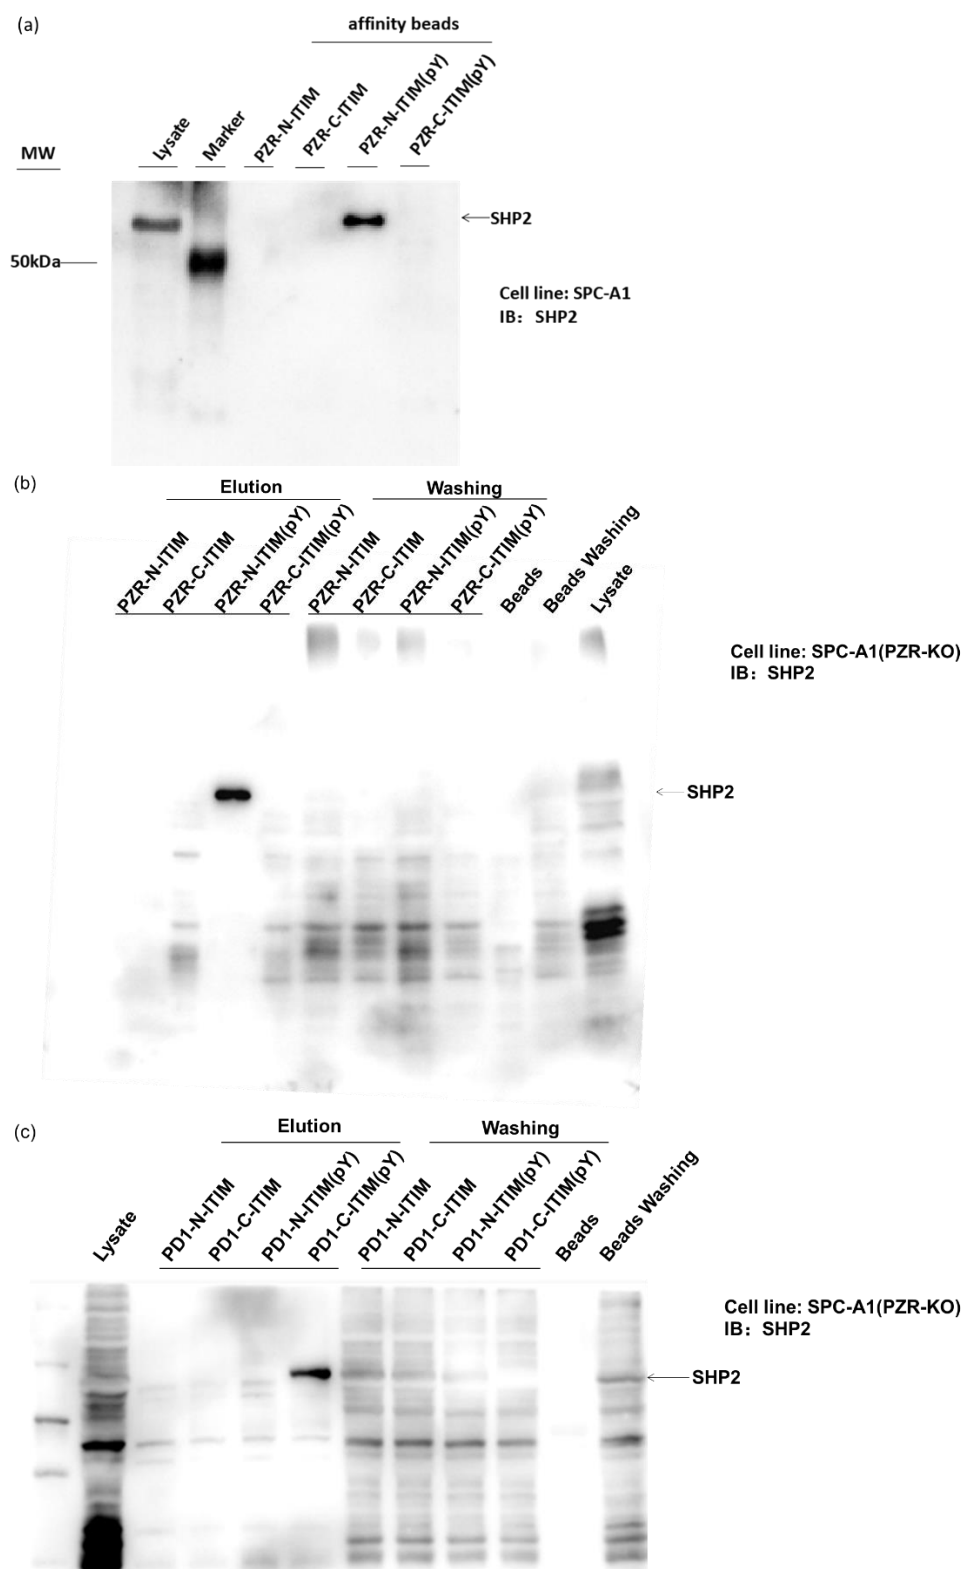 (a)
affinity beads
MW
Lysate
Marker
PZR-N-ITIM
PZR-C-ITIM
PZR-N-ITIM(pY)
PZR-C-ITIM(pY)
SHP2
50kDa
Cell line: SPC-A1
IB: SHP2
(b)
Elution
Washing
PZR-N-ITIM
PZR-C-ITIM
PZR-N-ITIM(pY)
PZR-C-ITIM(pY)
PZR-N-ITIM
PZR-C-ITIM
PZR-N-ITIM(pY)
PZR-C-ITIM(pY)
Beads
Beads Washing
Lysate
Cell line: SPC-A1(PZR-KO)
IB: SHP2
SHP2
(c)
Elution
Washing
Lysate
PD1-N-ITIM
PD1-C-ITIM
PD1-N-ITIM(pY)
PD1-C-ITIM(pY)
PD1-N-ITIM
PD1-C-ITIM
PD1-N-ITIM(pY)
PD1-C-ITIM(pY)
Beads
Beads Washing
Cell line: SPC-A1(PZR-KO)
IB: SHP2
SHP2